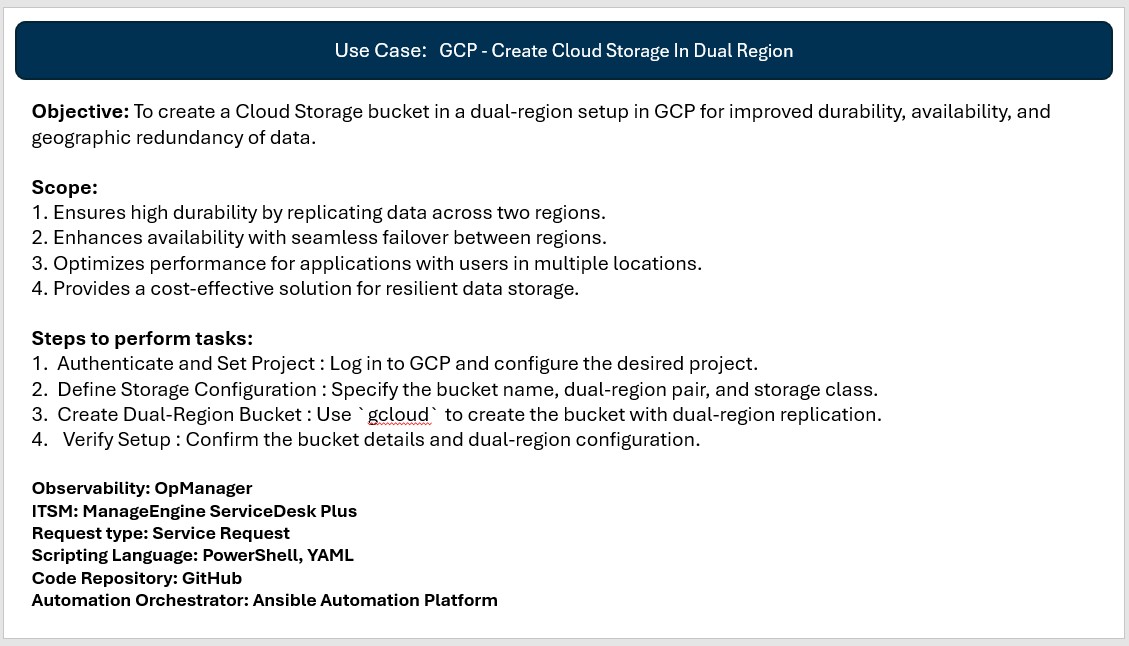 Use Case: GCP - Create Cloud Storage In Dual Region
Objective: To create a Cloud Storage bucket in a dual-region setup in GCP for improved durability, availability, and
geographic redundancy of data.
Scope:
1. Ensures high durability by replicating data across two regions.
2. Enhances availability with seamless failover between regions.
3. Optimizes performance for applications with users in multiple locations.
4. Provides a cost-effective solution for resilient data storage.
Steps to perform tasks:
1. Authenticate and Set Project : Log in to GCP and configure the desired project.
2. Define Storage Configuration : Specify the bucket name, dual-region pair, and storage class.
3. Create Dual-Region Bucket : Use `gcloud` to create the bucket with dual-region replication.
4. Verify Setup : Confirm the bucket details and dual-region configuration.
Observability: OpManager
ITSM: ManageEngine ServiceDesk Plus
Request type: Service Request
Scripting Language: PowerShell, YAML
Code Repository: GitHub
Automation Orchestrator: Ansible Automation Platform